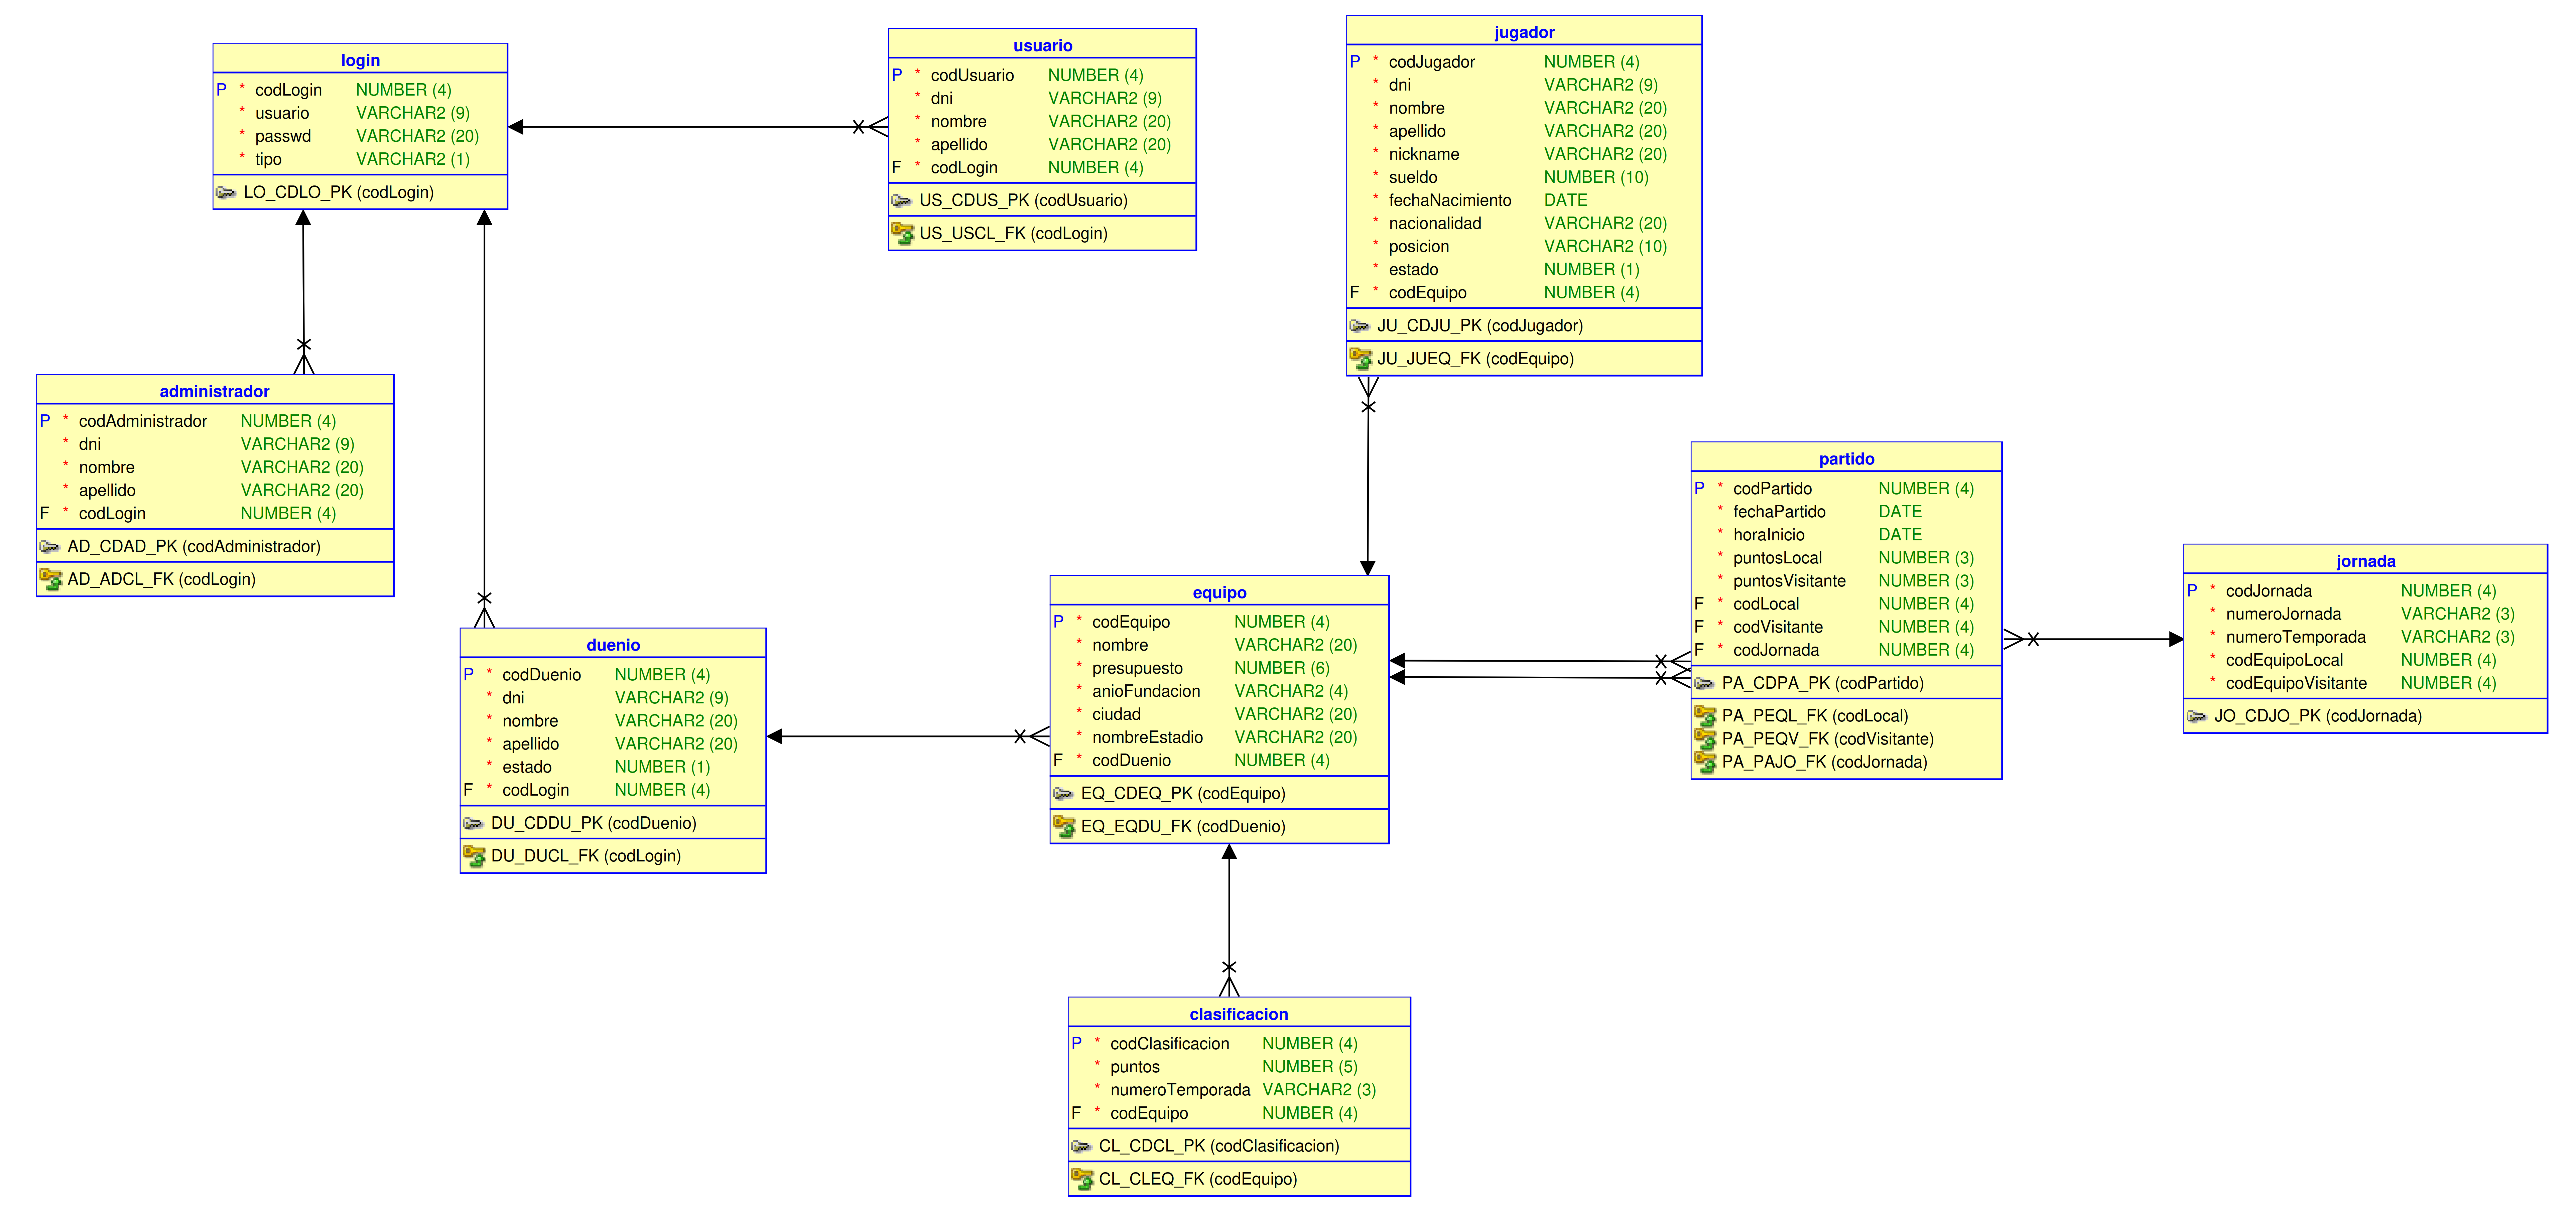 login
P * codLogin NUMBER (4)
* usuario VARCHAR2 (9)
* passwd VARCHAR2 (20)
* tipo VARCHAR2 (1)
LO_CDLO_PK (codLogin)
usuario
P * codUsuario NUMBER (4)
* dni VARCHAR2 (9)
* nombre VARCHAR2 (20)
* apellido VARCHAR2 (20)
F * codLogin NUMBER (4)
US_CDUS_PK (codUsuario)
US_USCL_FK (codLogin)
jugador
P * codJugador NUMBER (4)
* dni VARCHAR2 (9)
* nombre VARCHAR2 (20)
* apellido VARCHAR2 (20)
* nickname VARCHAR2 (20)
* sueldo NUMBER (10)
* fechaNacimiento DATE
* nacionalidad VARCHAR2 (20)
* posicion VARCHAR2 (10)
* estado NUMBER (1)
F * codEquipo NUMBER (4)
JU_CDJU_PK (codJugador)
JU_JUEQ_FK (codEquipo)
administrador
P * codAdministrador NUMBER (4)
* dni VARCHAR2 (9)
* nombre VARCHAR2 (20)
* apellido VARCHAR2 (20)
F * codLogin NUMBER (4)
AD_CDAD_PK (codAdministrador)
AD_ADCL_FK (codLogin)
duenio
P * codDuenio NUMBER (4)
* dni VARCHAR2 (9)
* nombre VARCHAR2 (20)
* apellido VARCHAR2 (20)
* estado NUMBER (1)
F * codLogin NUMBER (4)
DU_CDDU_PK (codDuenio)
DU_DUCL_FK (codLogin)
equipo
P * codEquipo NUMBER (4)
* nombre VARCHAR2 (20)
* presupuesto NUMBER (6)
* anioFundacion VARCHAR2 (4)
* ciudad VARCHAR2 (20)
* nombreEstadio VARCHAR2 (20)
F * codDuenio NUMBER (4)
EQ_CDEQ_PK (codEquipo)
EQ_EQDU_FK (codDuenio)
partido
P * codPartido NUMBER (4)
* fechaPartido DATE
* horaInicio DATE
* puntosLocal NUMBER (3)
* puntosVisitante NUMBER (3)
F * codLocal NUMBER (4)
F * codVisitante NUMBER (4)
F * codJornada NUMBER (4)
PA_CDPA_PK (codPartido)
PA_PEQL_FK (codLocal)
PA_PEQV_FK (codVisitante)
PA_PAJO_FK (codJornada)
jornada
P * codJornada NUMBER (4)
* numeroJornada VARCHAR2 (3)
* numeroTemporada VARCHAR2 (3)
* codEquipoLocal NUMBER (4)
* codEquipoVisitante NUMBER (4)
JO_CDJO_PK (codJornada)
clasificacion
P * codClasificacion NUMBER (4)
* puntos NUMBER (5)
* numeroTemporada VARCHAR2 (3)
F * codEquipo NUMBER (4)
CL_CDCL_PK (codClasificacion)
CL_CLEQ_FK (codEquipo)